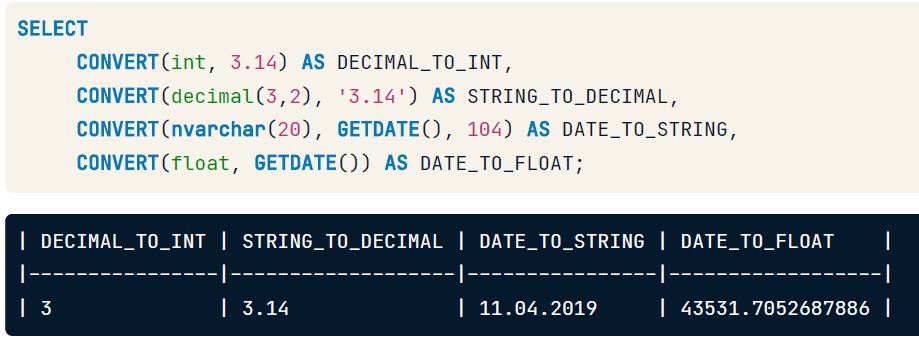 SELECT
     CONVERT(int, 3.14) AS DECIMAL_TO_INT,
     CONVERT(decimal(3,2), '3.14') AS STRING_TO_DECIMAL,
     CONVERT(nvarchar(20), GETDATE(), 104) AS DATE_TO_STRING,
     CONVERT(float, GETDATE()) AS DATE_TO_FLOAT;
| DECIMAL_TO_INT | STRING_TO_DECIMAL | DATE_TO_STRING | DATE_TO_FLOAT    |
|----------------|-------------------|----------------|------------------|
| 3              | 3.14              | 11.04.2019     | 43531.7052687886 |